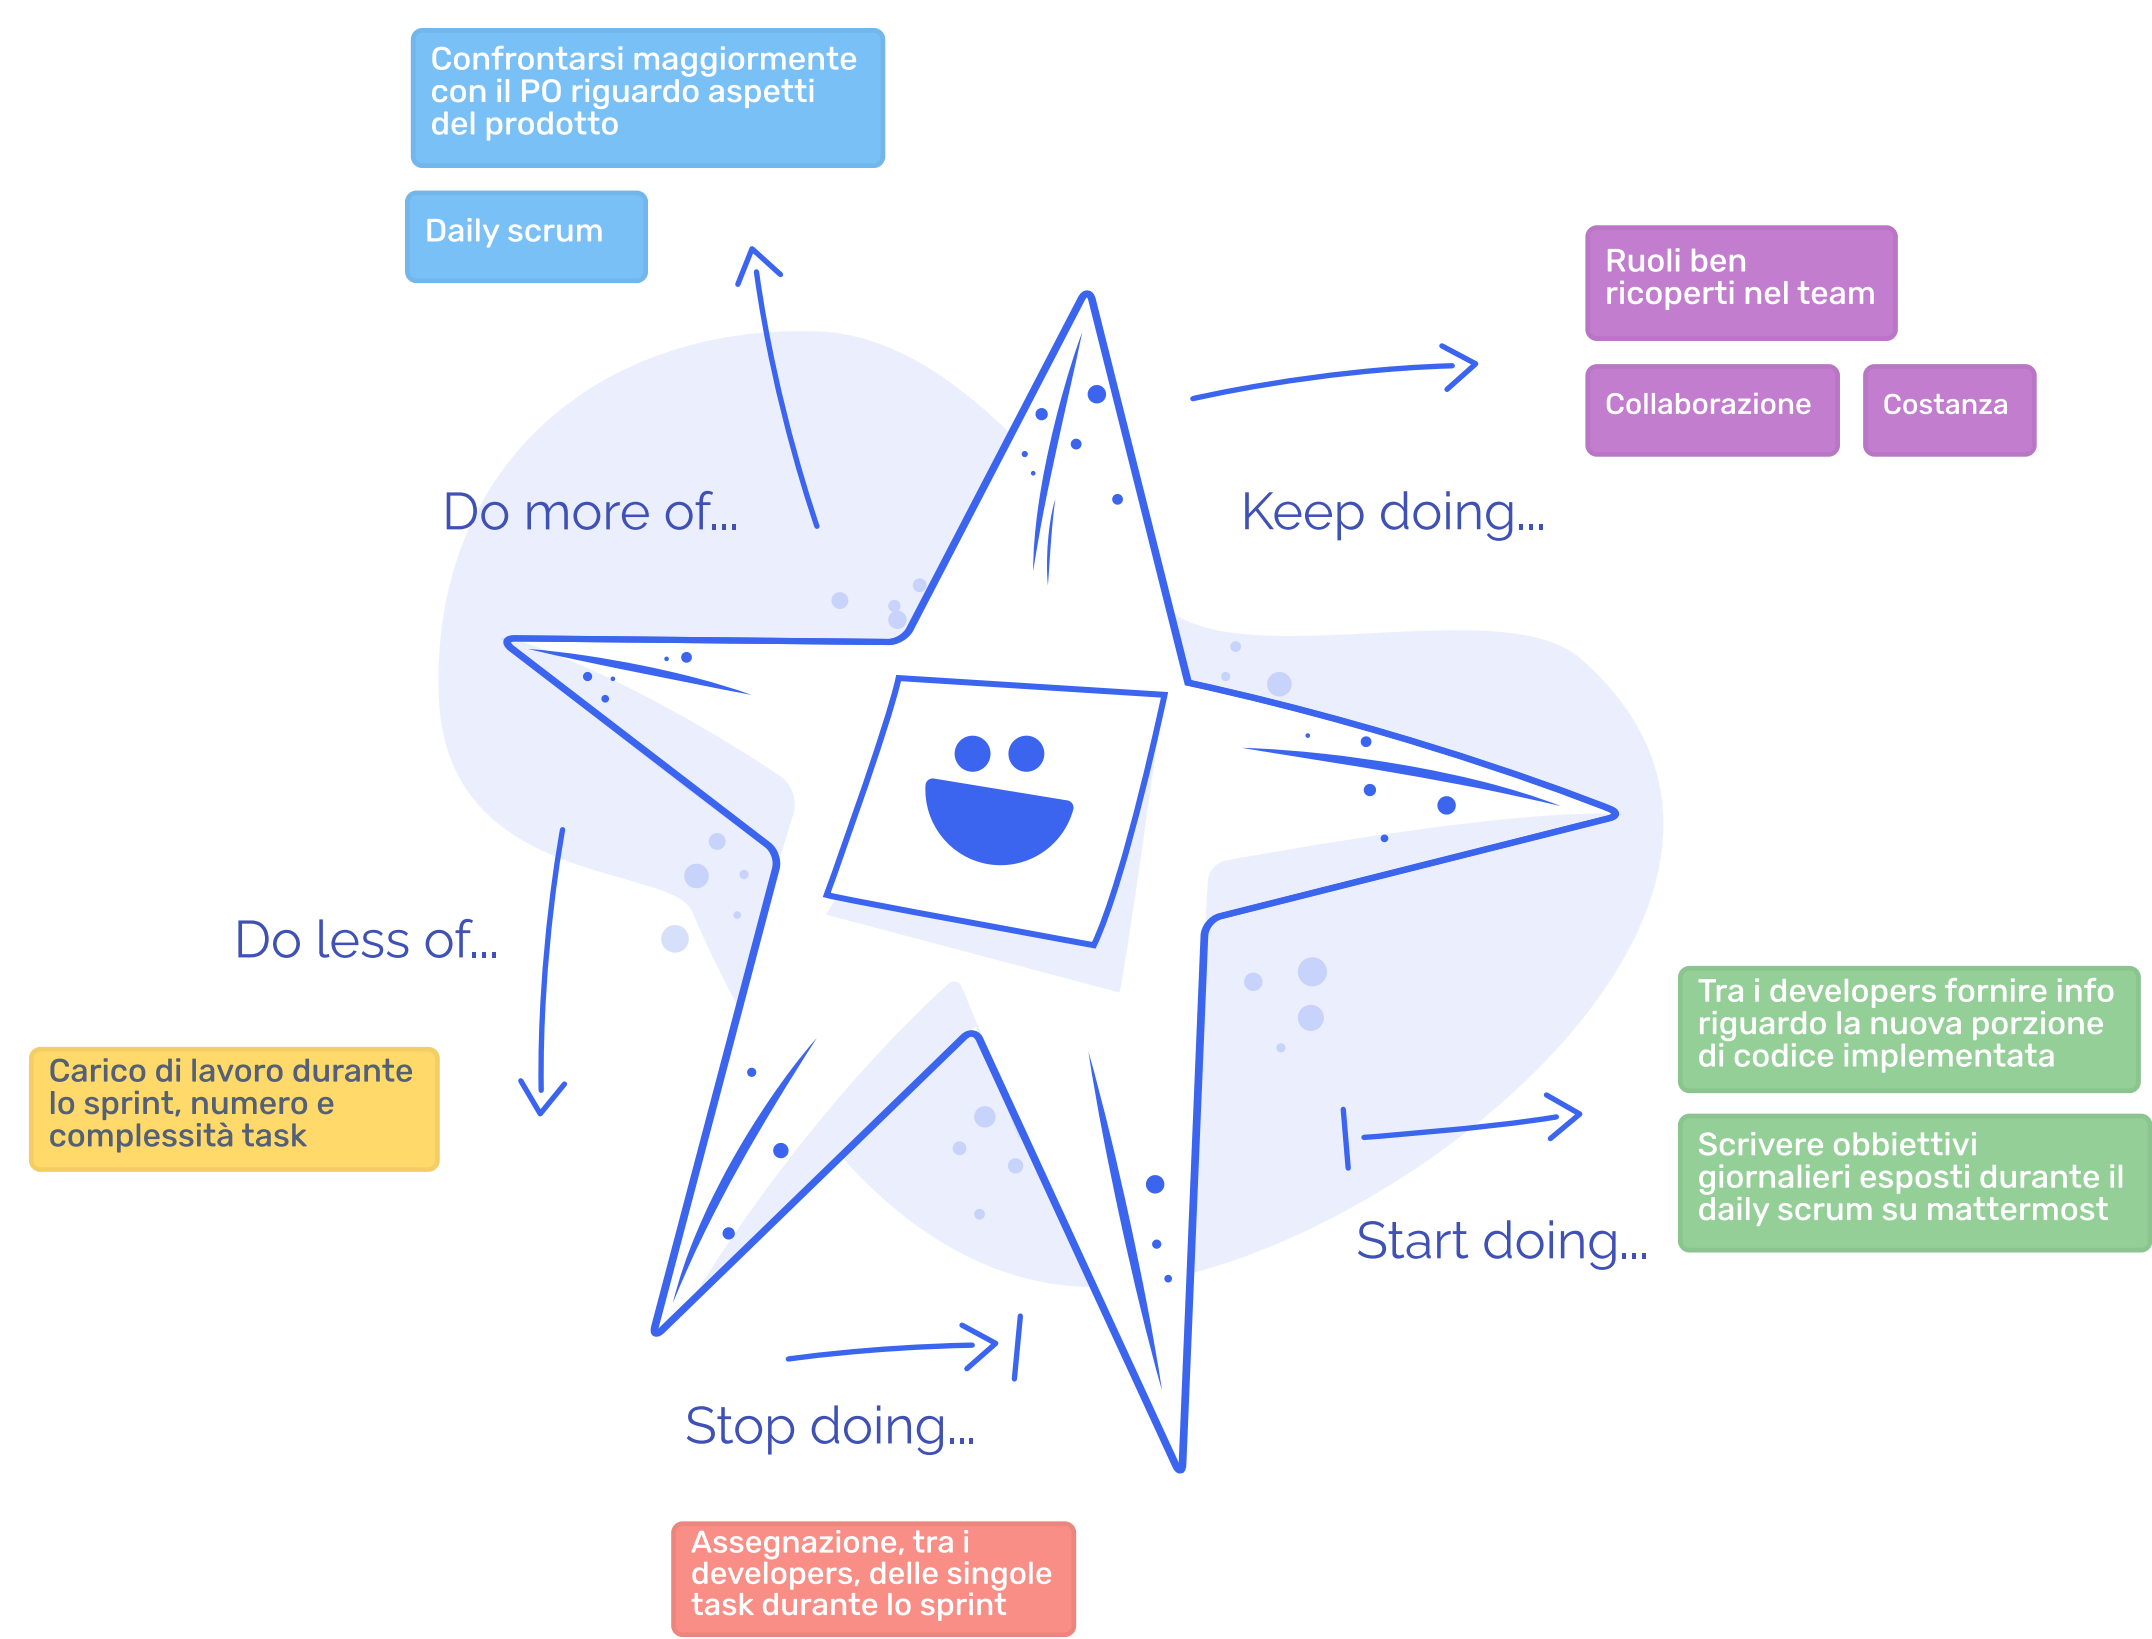 Confrontarsi maggiormente
con il PO riguardo aspetti
del prodotto
Daily scrum
Do more of...
Ruoli ben
ricoperti nel team
Collaborazione
Costanza
Keep doing...
Do less of...
Carico di lavoro durante
lo sprint, numero e
complessità task
Tra i developers fornire info
riguardo la nuova porzione
di codice implementata
Scrivere obbiettivi
giornalieri esposti durante il
daily scrum su mattermost
Start doing...
Stop doing...
Assegnazione, tra i
developers, delle singole
task durante lo sprint